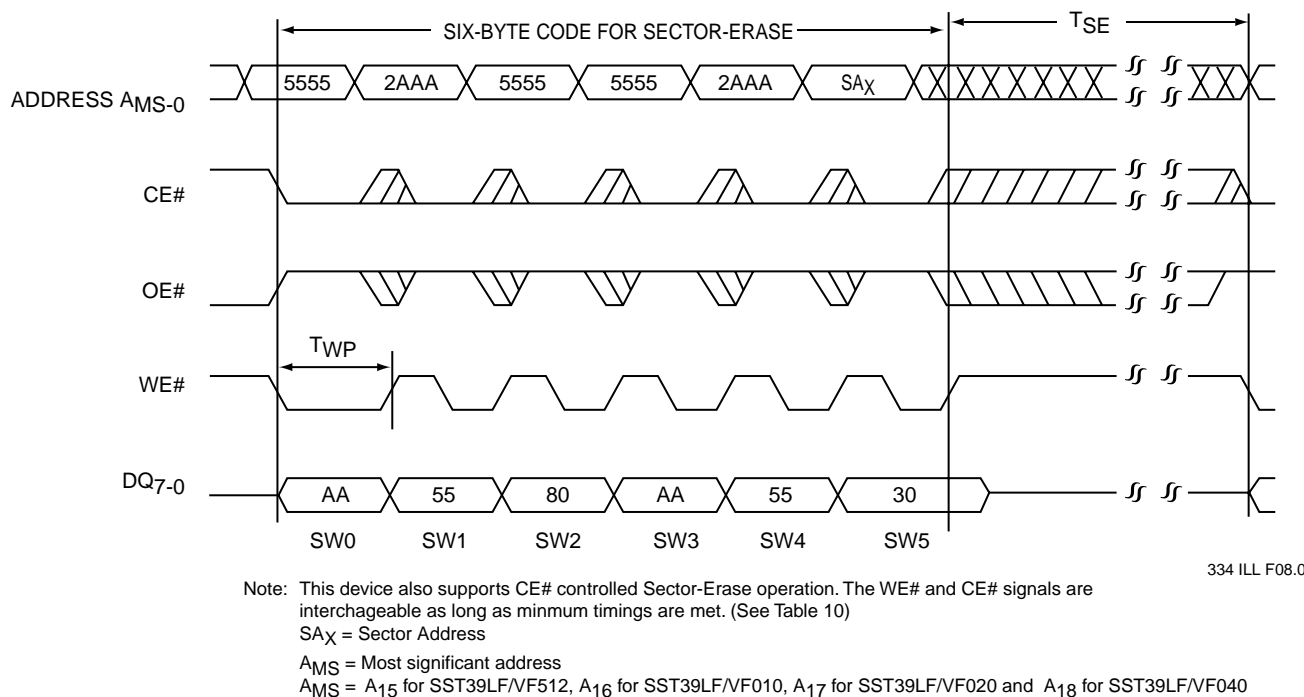 SIX-BYTE CODE FOR SECTOR-ERASE
TSE
ADDRESS AMS-0
5555 2AAA 5555 5555 2AAA SAX
CE#
OE#
TWP
WE#
DQ7-0
AA 55 80 AA 55 30
SW0 SW1 SW2 SW3 SW4 SW5
334 ILL F08.0
Note: This device also supports CE# controlled Sector-Erase operation. The WE# and CE# signals are
interchageable as long as minmum timings are met. (See Table 10)
SAX = Sector Address
AMS = Most significant address
AMS = A15 for SST39LF/VF512, A16 for SST39LF/VF010, A17 for SST39LF/VF020 and A18 for SST39LF/VF040